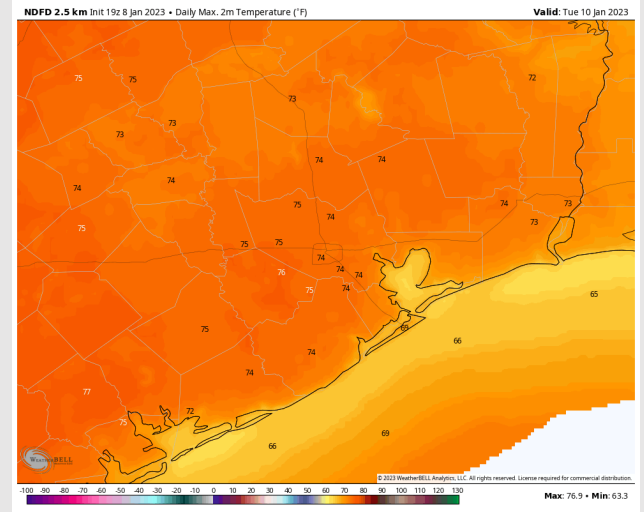 NDFD 2.5 km Init 19z 8 Jan 2023 • Daily Max. 2m Temperature (°F)
Valid: Tue 10 Jan 2023
75 75 72
73
73
73
74 74
74 74
75 74 73
74 73
75
75 75
74
76 74 74
75 74
65
75 69
66
74
74
77
72
75
69
66
WeatherBELL
© 2023 WeatherBELL Analytics, LLC. All rights reserved. License required for commercial distribution.
-100 -90 -80 -70 -60 -50 -40 -30 -20 -10 0 10 20 30 40 50 60 70 80 90 100 110 120 130
Max: 76.9 • Min: 63.3